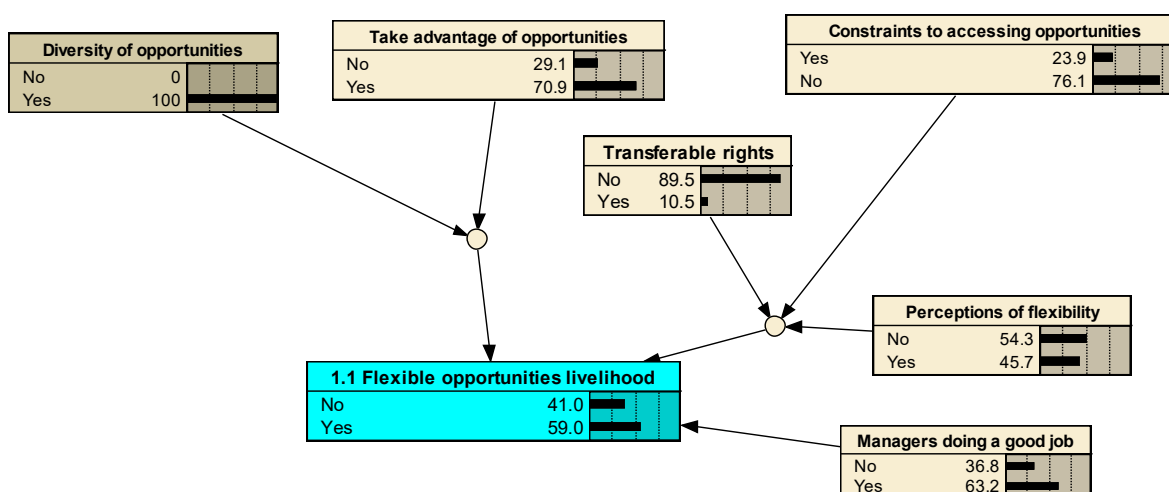 Diversity of opportunities
No 0
Yes 100
Take advantage of opportunities
No 29.1
Yes 70.9
Constraints to accessing opportunities
Yes 23.9
No 76.1
Transferable rights
No 89.5
Yes 10.5
Perceptions of flexibility
No 54.3
Yes 45.7
1.1 Flexible opportunities livelihood
No 41.0
Yes 59.0
Managers doing a good job
No 36.8
Yes 63.2